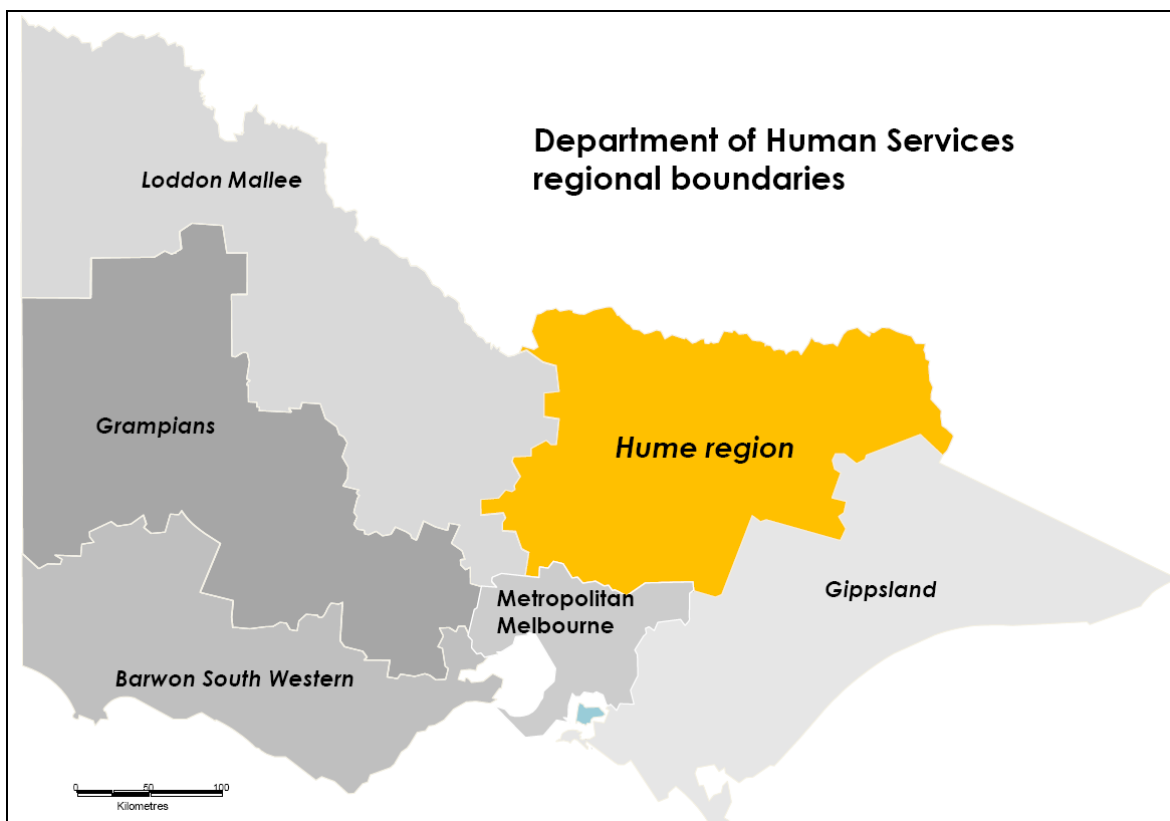 Department of Human Services
regional boundaries
Loddon Mallee
Grampians
Hume region
Gippsland
Metropolitan
Melbourne
Barwon South Western
0 50 100
Kilometres